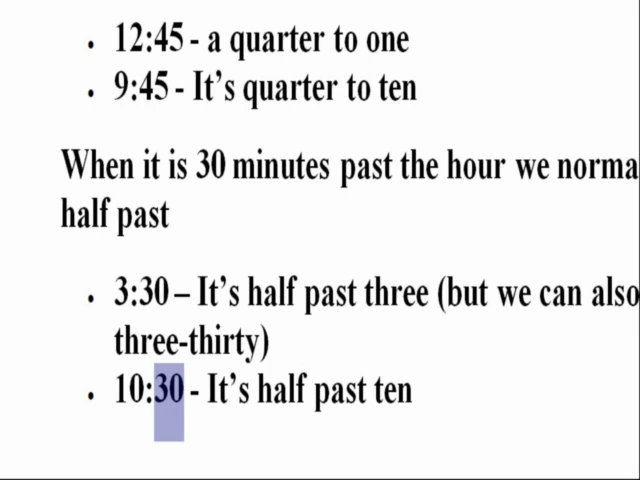 • 12:45 - a quarter to one
• 9:45 - It’s quarter to ten
When it is 30 minutes past the hour we norma
half past
• 3:30 – It’s half past three (but we can also
three-thirty)
• 10:30 - It’s half past ten